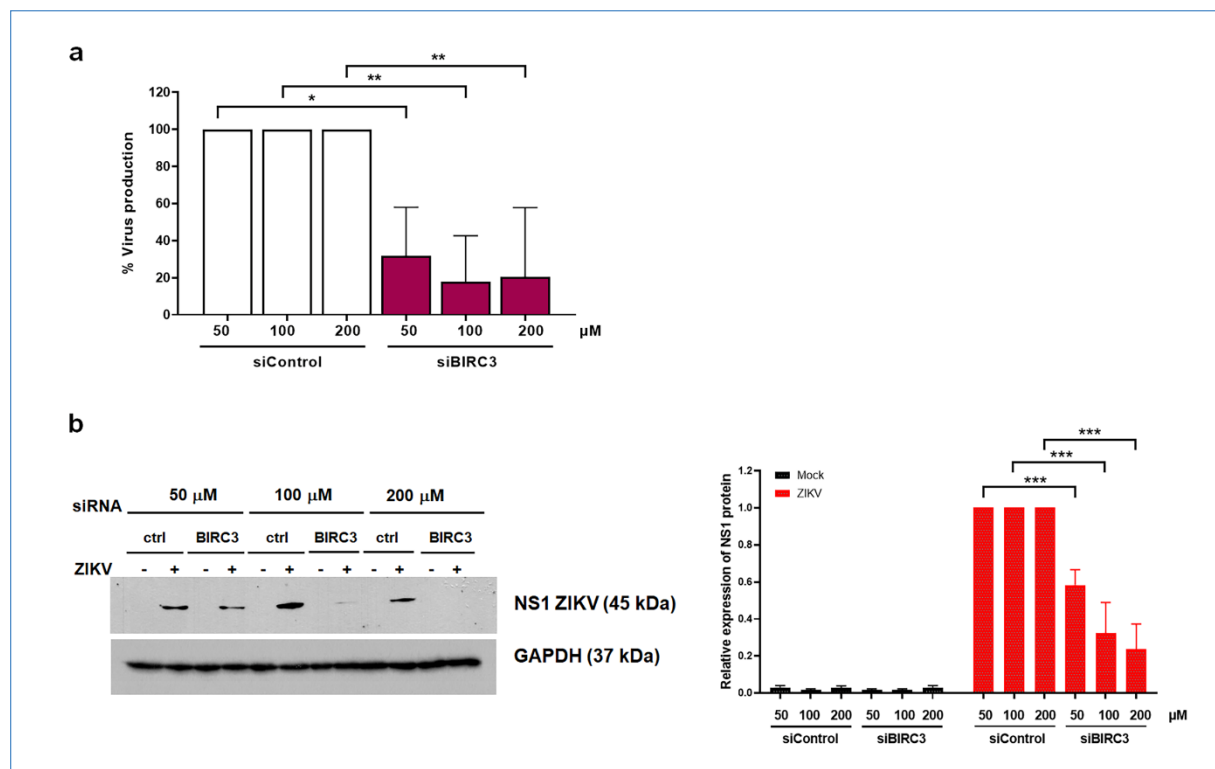 a
**
**
*
120
100
80
60
40
20
0
% Virus production
50 100 200 50 100 200 µM
siControl siBIRC3
b
siRNA 50 µM 100 µM 200 µM
ctrl BIRC3 ctrl BIRC3 ctrl BIRC3
ZIKV - + - + - + - + - + - +
NS1 ZIKV (45 kDa)
GAPDH (37 kDa)
***
***
***
Mock
ZIKV
1.2
1.0
0.8
0.6
0.4
0.2
0.0
Relative expression of NS1 protein
50 100 200 50 100 200 50 100 200 50 100 200 µM
siControl siBIRC3 siControl siBIRC3